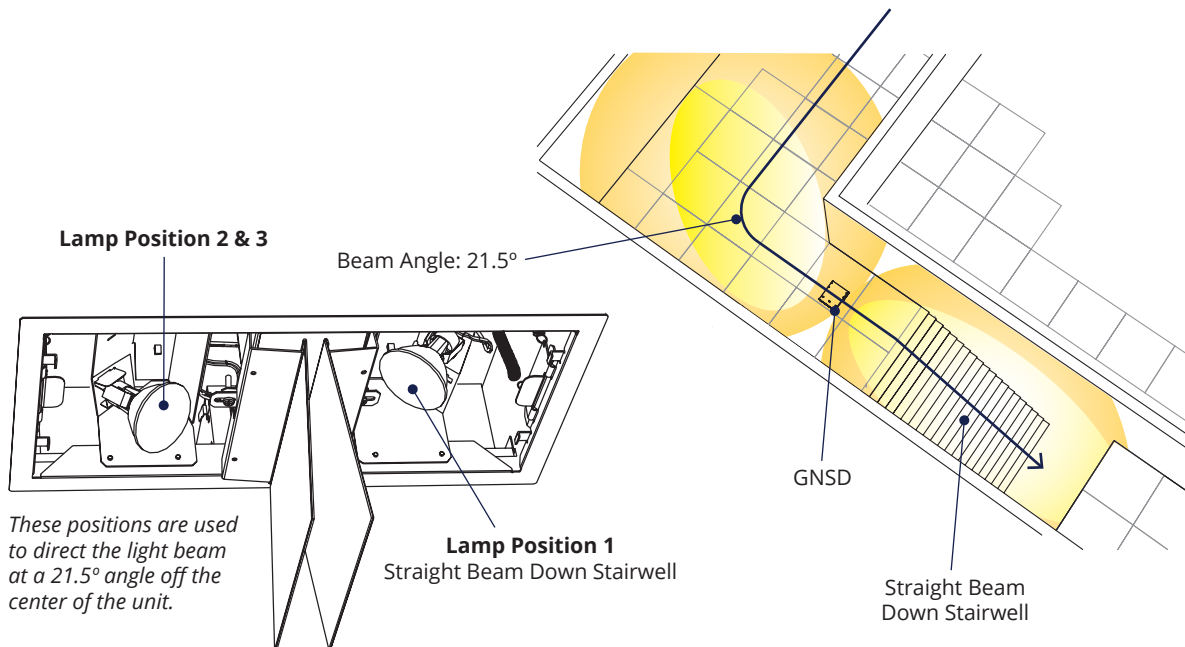 Lamp Position 2 & 3
Beam Angle: 21.5º
These positions are used
to direct the light beam
at a 21.5º angle off the
center of the unit.
Lamp Position 1
Straight Beam Down Stairwell
GNSD
Straight Beam
Down Stairwell